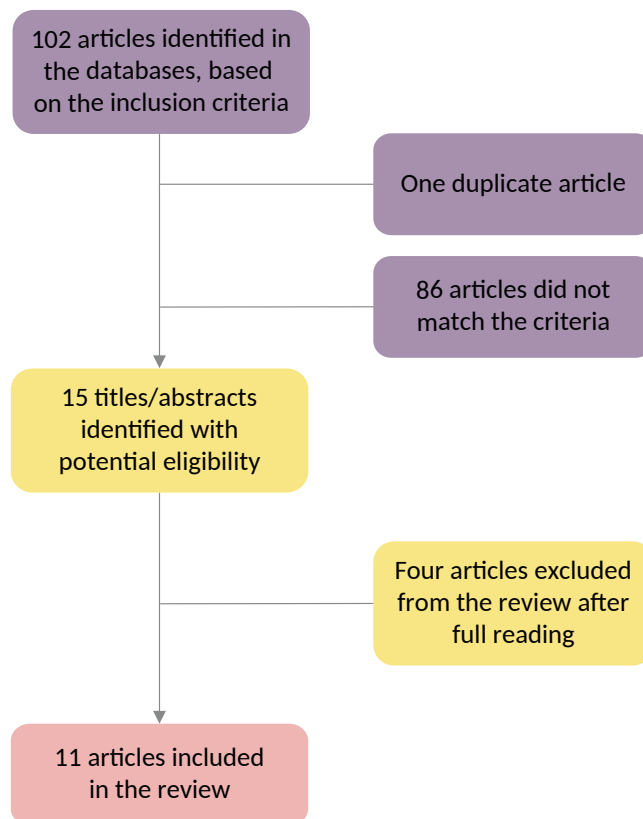 102 articles identified in
the databases, based
on the inclusion criteria
One duplicate article
86 articles did not
match the criteria
15 titles/abstracts
identified with
potential eligibility
Four articles excluded
from the review after
full reading
11 articles included
in the review